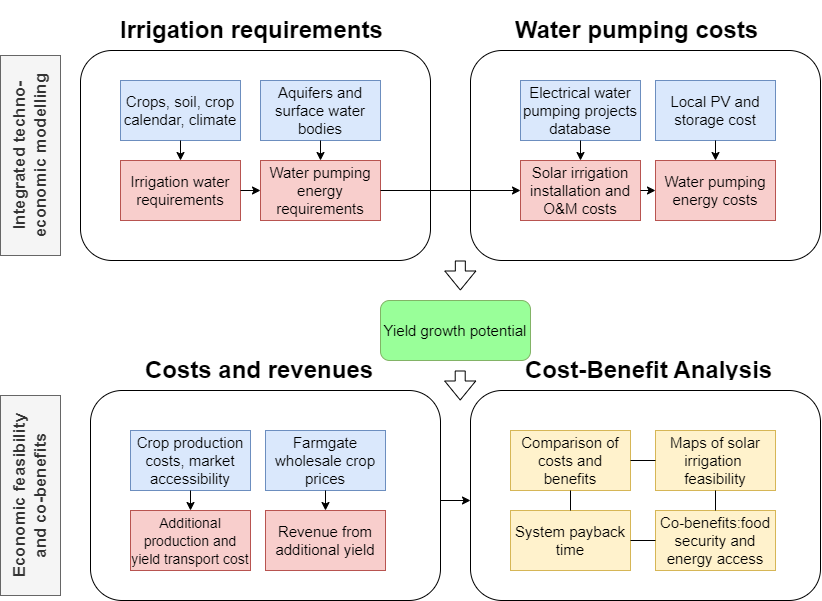 Irrigation requirements
Water pumping costs
Integrated techno-
economic modelling
Crops, soil, crop
calendar, climate
Aquifers and
surface water
bodies
Electrical water
pumping projects
database
Local PV and
storage cost
Irrigation water
requirements
Water pumping
energy
requirements
Solar irrigation
installation and
O&M costs
Water pumping
energy costs
Yield growth potential
Costs and revenues
Cost-Benefit Analysis
Economic feasibility
and co-benefits
Crop production
costs, market
accessibility
Farmgate
wholesale crop
prices
Comparison of
costs and
benefits
Maps of solar
irrigation
feasibility
Additional
production and
yield transport cost
Revenue from
additional yield
System payback
time
Co-benefits:food
security and
energy access